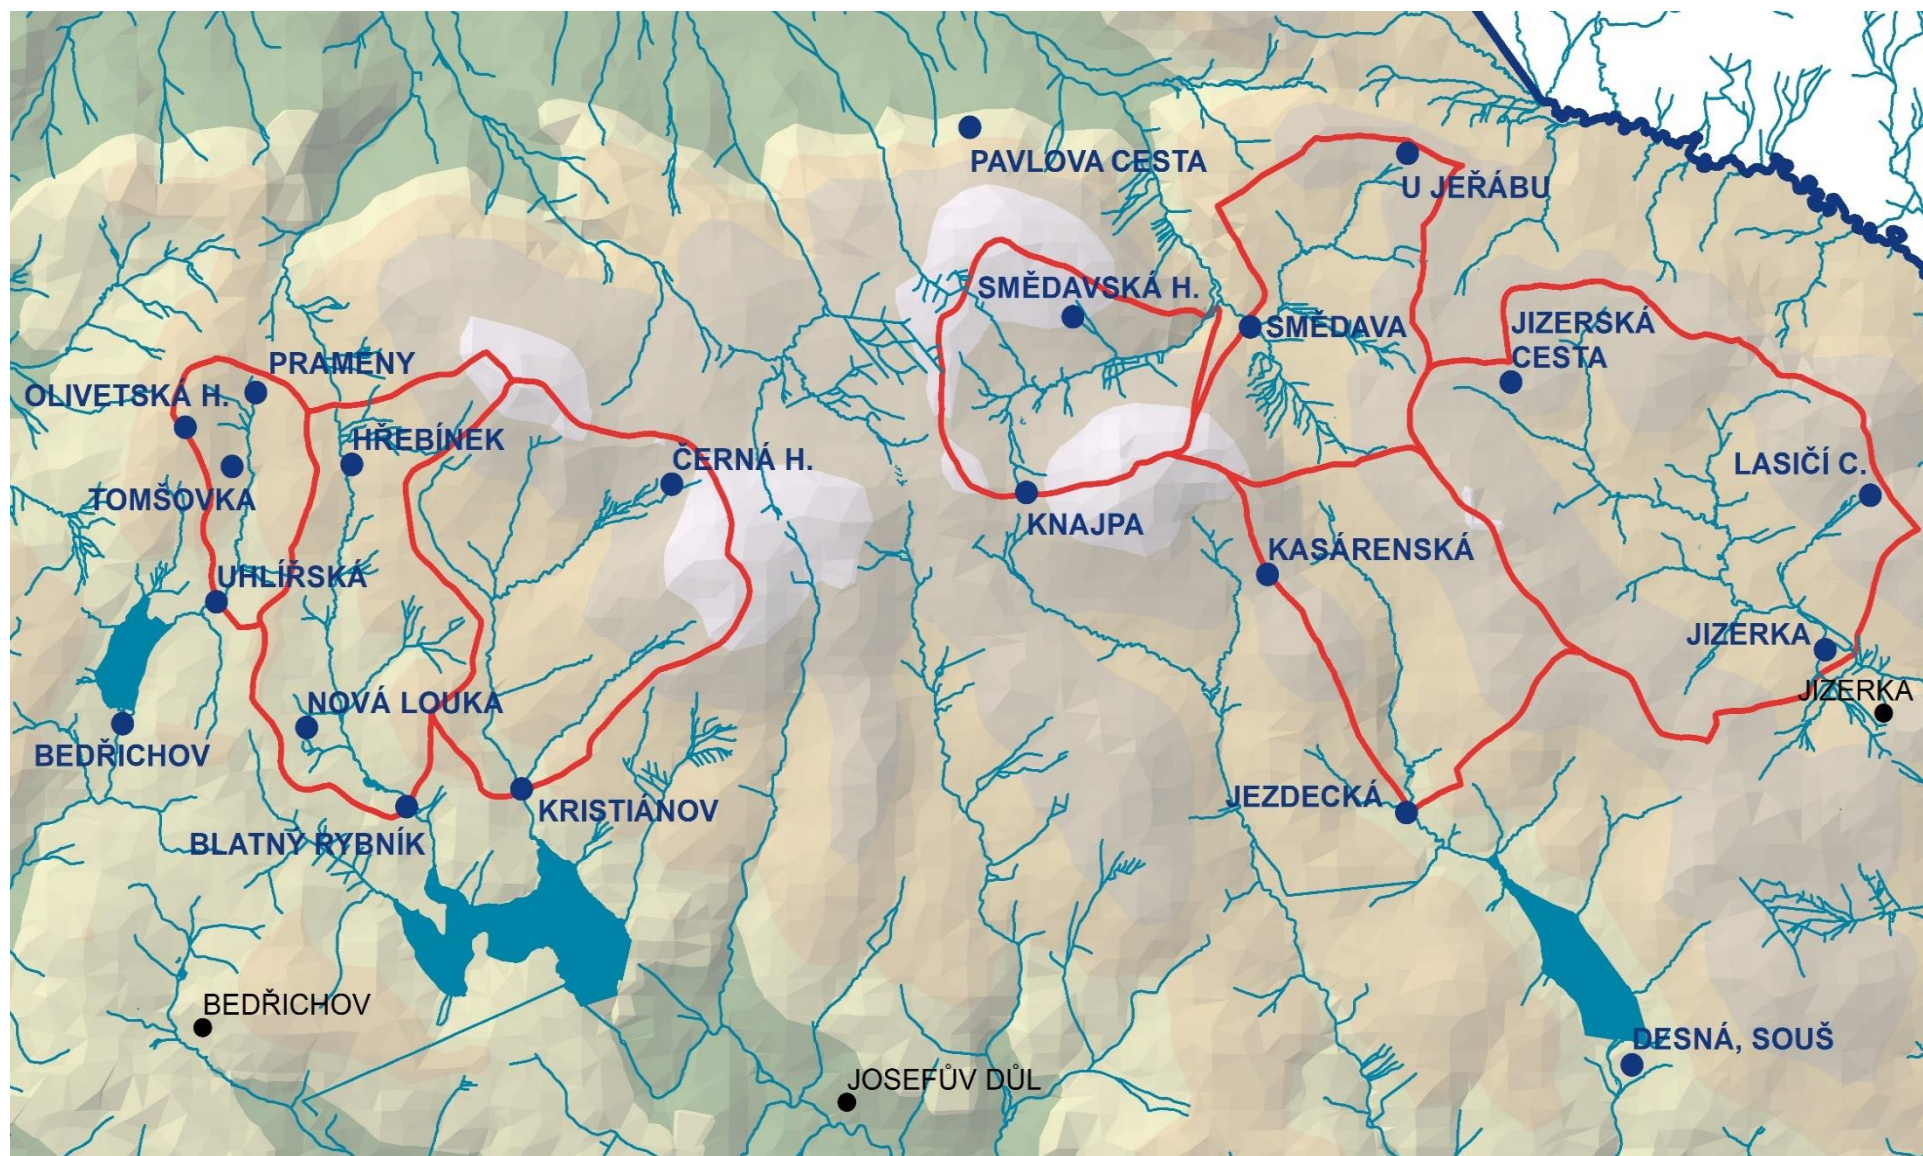 PAVLOVA CESTA
U JEŘÁBU
SMĚDAVSKÁ H.
SMĚDAVA
JIZERSKÁ
CESTA
PRAMENY
OLIVETSKÁ H.
HŘEBÍNEK
ČERNÁ H.
LASIČÍ C.
TOMŠOVKA
KNAJPA
KASÁRENSKÁ
UHLÍŘSKÁ
JIZERKA
JIZERKA
NOVÁ LOUKA
BEDŘICHOV
JEZDECKÁ
KRISTIÁNOV
BLATNÝ RYBNÍK
BEDŘICHOV
DESNÁ, SOUŠ
JOSEFŮV DŮL